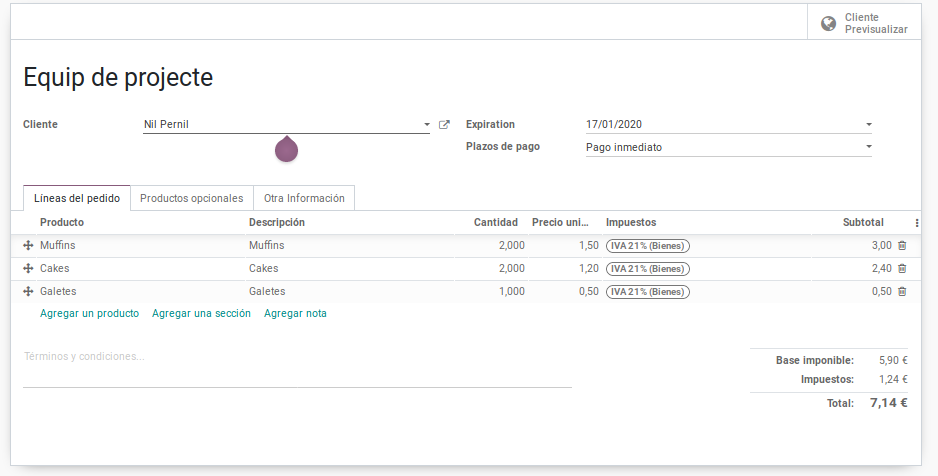 Cliente
Previsualizar
Equip de projecte
Cliente Nil Pernil Expiration 17/01/2020
Plazos de pago Pago inmediato
Líneas del pedido Productos opcionales Otra Información
Producto Descripción Cantidad Precio uni... Impuestos Subtotal
Muffins Muffins 2,000 1,50 IVA 21% (Bienes) 3,00
Cakes Cakes 2,000 1,20 IVA 21% (Bienes) 2,40
Galetes Galetes 1,000 0,50 IVA 21% (Bienes) 0,50
Agregar un producto Agregar una sección Agregar nota
Términos y condiciones...
Base imponible: 5,90 €
Impuestos: 1,24 €
Total: 7,14 €